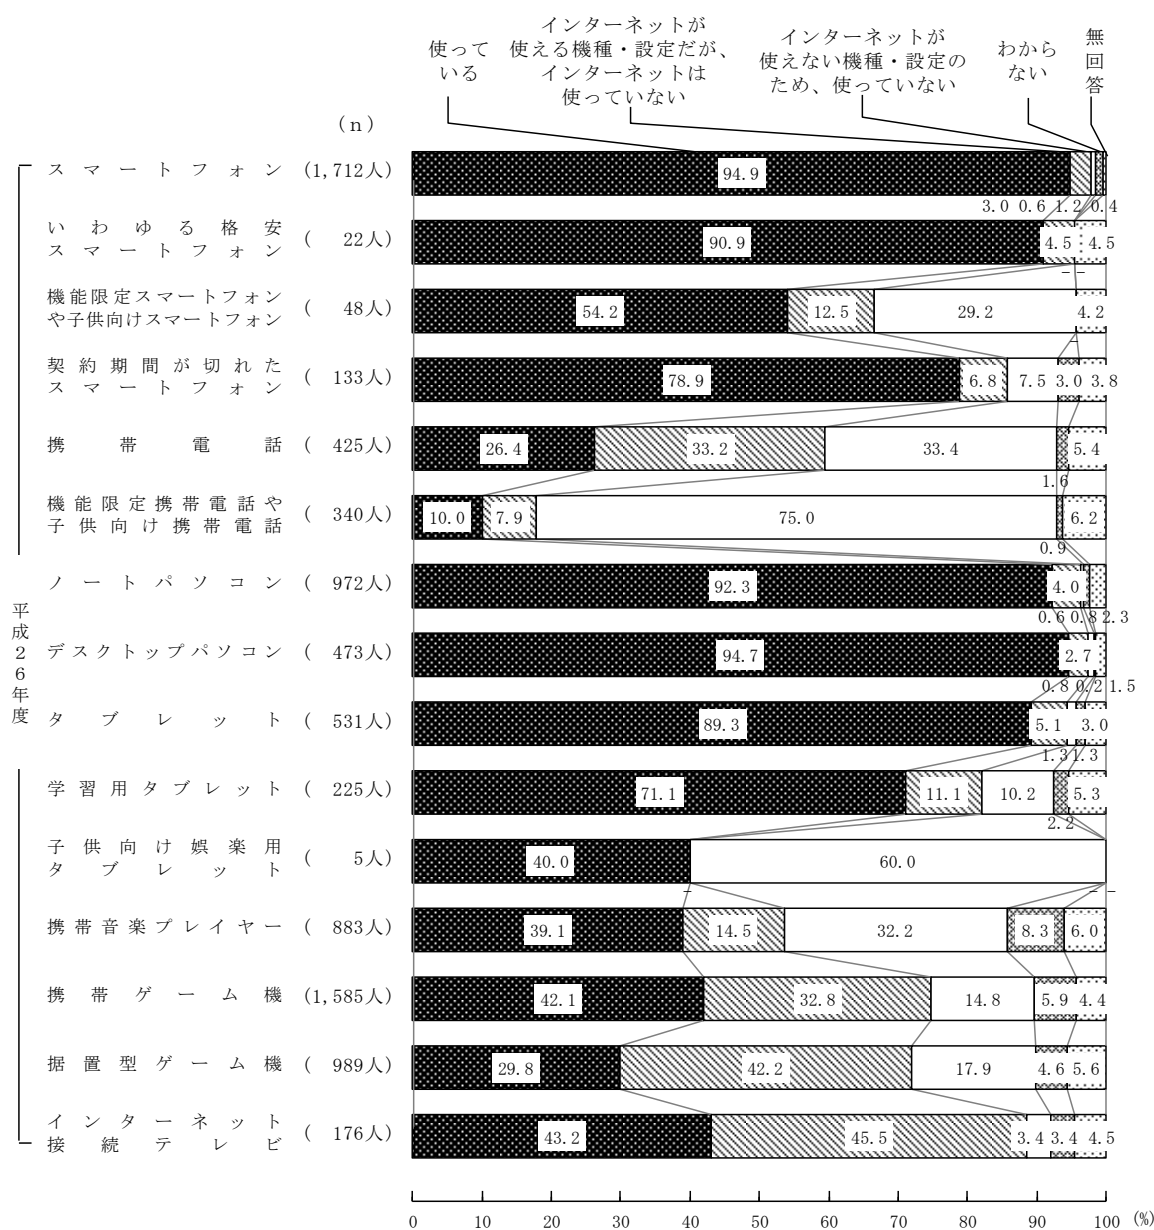 使って
いる
インターネットが
使える機種・設定だが、
インターネットは
使っていない
インターネットが
使えない機種・設定の
ため、使っていない
わから
ない
無
回
答
(n)
スマートフォン (1,712人) 94.9
3.0 0.6 1.2 0.4
いわゆる格安
スマートフォン ( 22人) 90.9 4.5 4.5
- -
機能限定スマートフォン
や子供向けスマートフォン ( 48人) 54.2 12.5 29.2 4.2
-
契約期間が切れた
スマートフォン ( 133人) 78.9 6.8 7.5 3.0 3.8
携帯電話 ( 425人) 26.4 33.2 33.4 5.4
1.6
機能限定携帯電話や
子供向け携帯電話 ( 340人) 10.0 7.9 75.0 6.2
0.9
ノートパソコン ( 972人) 92.3 4.0
0.6 0.8 2.3
平成26年度
デスクトップパソコン ( 473人) 94.7 2.7
0.8 0.2 1.5
タブレット ( 531人) 89.3 5.1 3.0
1.3 1.3
学習用タブレット ( 225人) 71.1 11.1 10.2 5.3
2.2
子供向け娯楽用
タブレット ( 5人) 40.0 60.0
- - -
携帯音楽プレイヤー ( 883人) 39.1 14.5 32.2 8.3 6.0
携帯ゲーム機 (1,585人) 42.1 32.8 14.8 5.9 4.4
据置型ゲーム機 ( 989人) 29.8 42.2 17.9 4.6 5.6
インターネット
接続テレビ ( 176人) 43.2 45.5 3.4 3.4 4.5
0 10 20 30 40 50 60 70 80 90 100 (%)